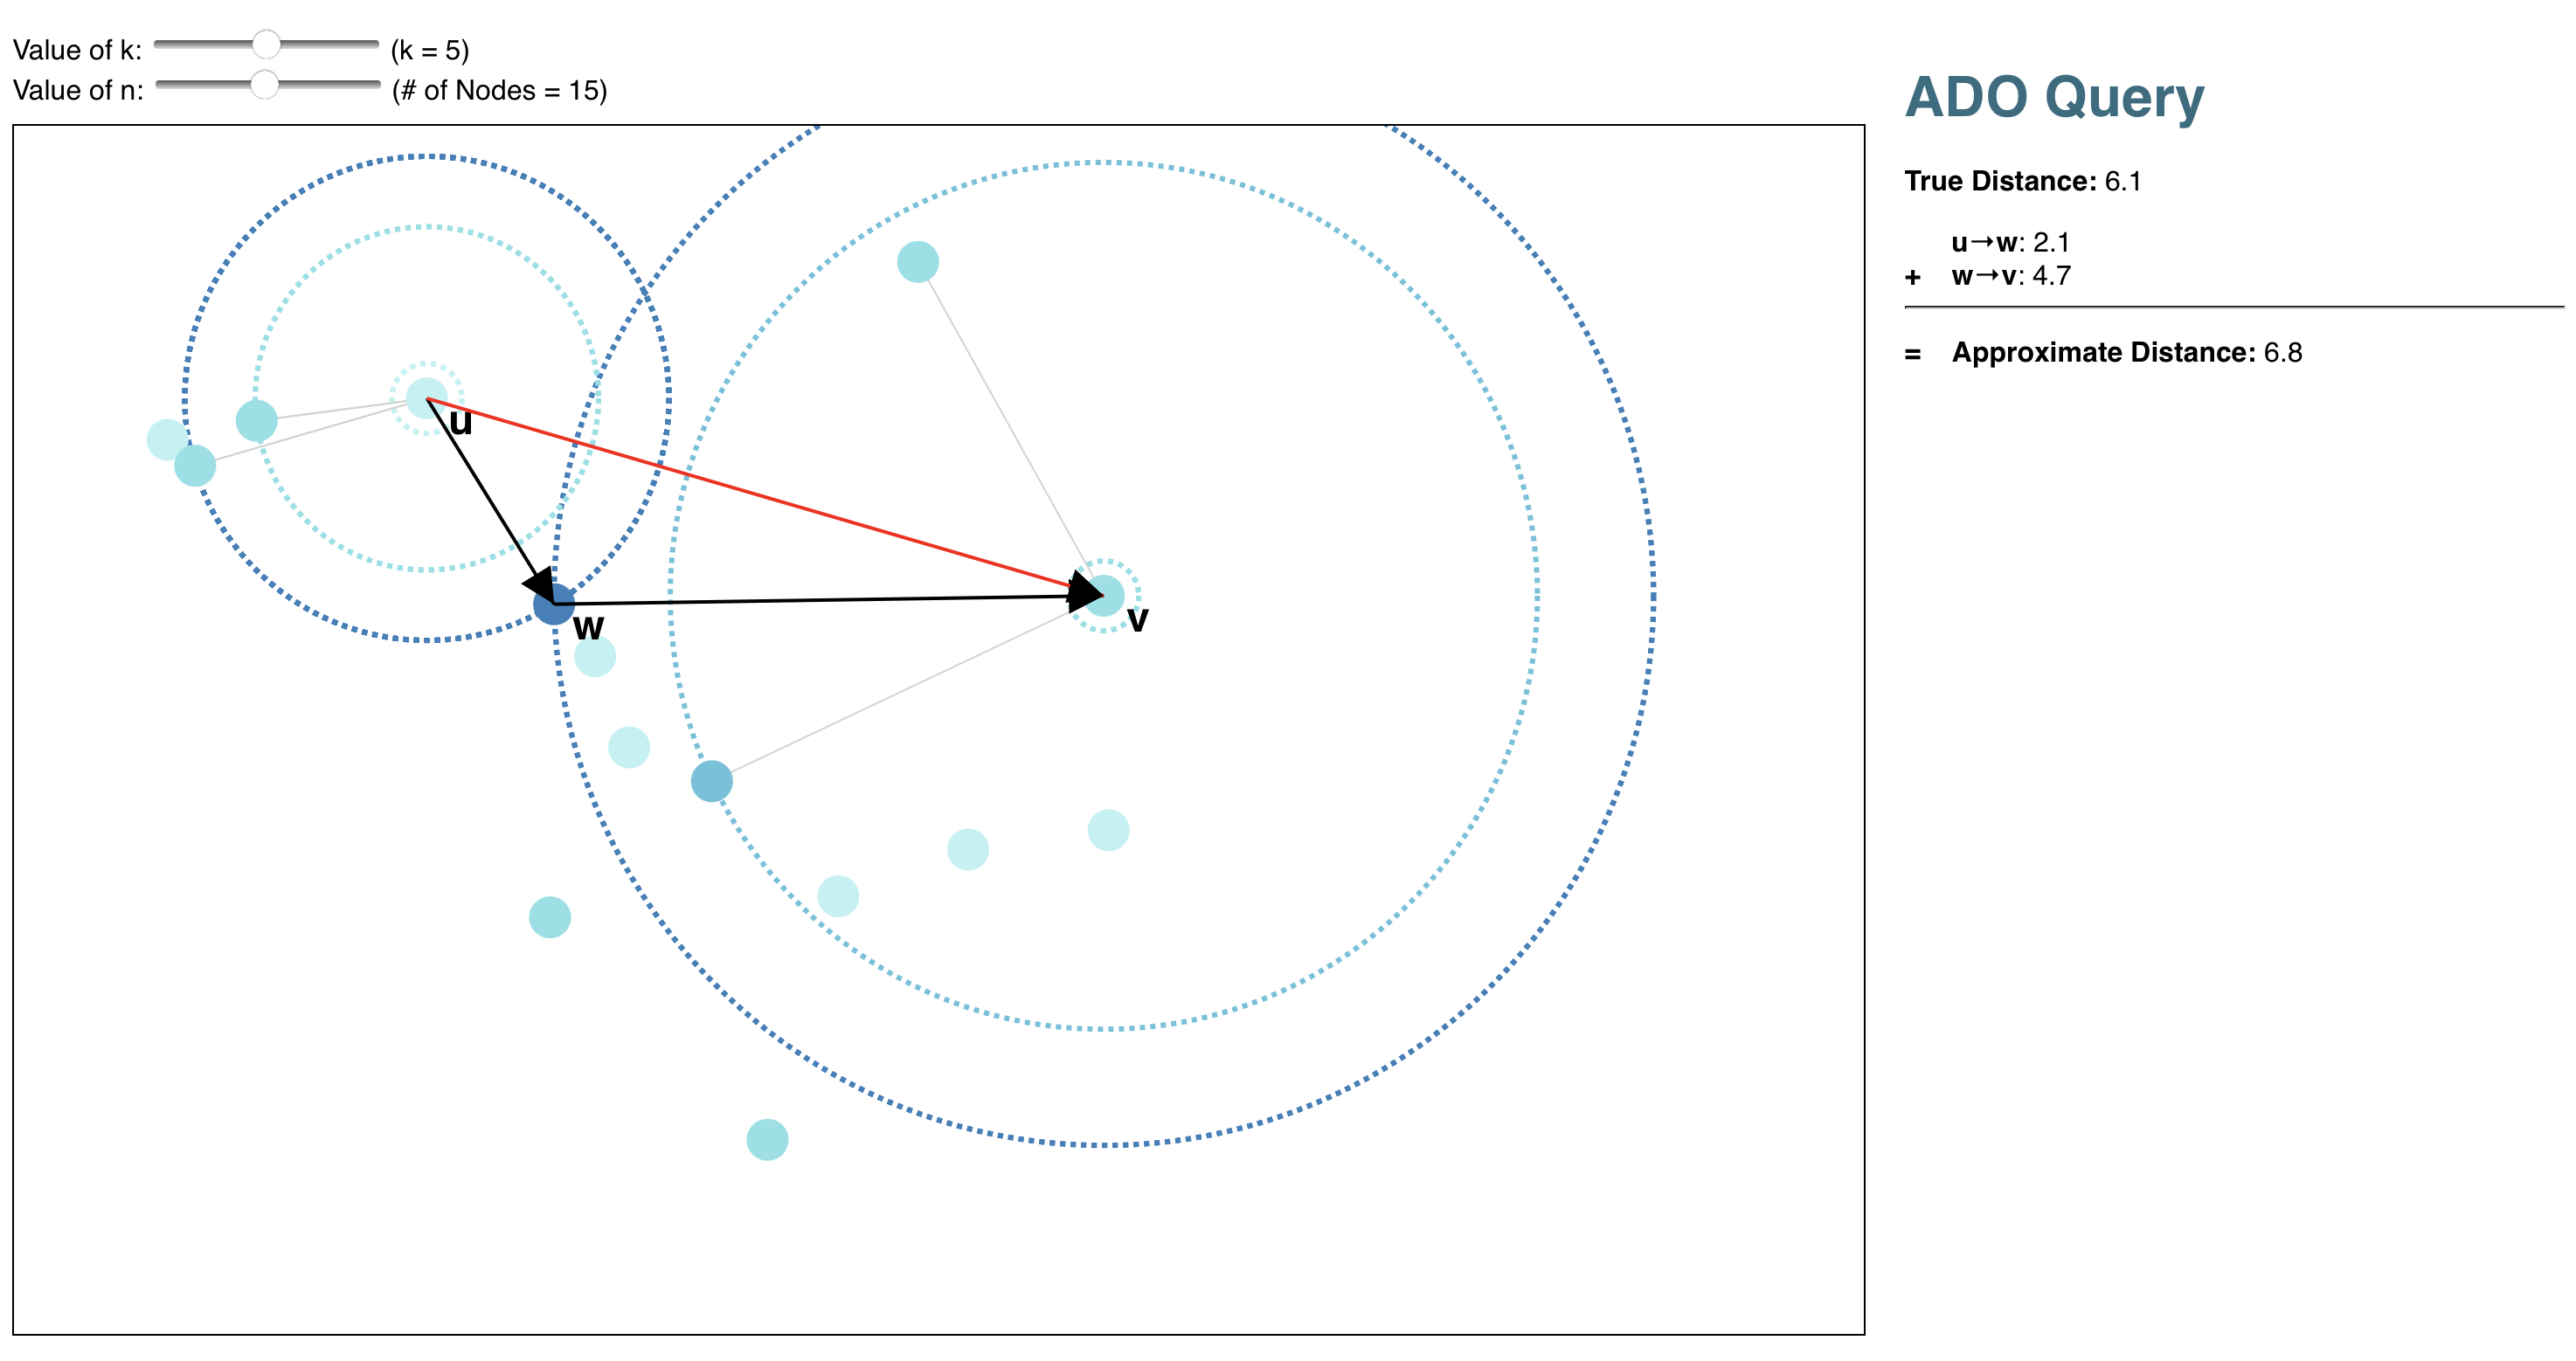 Value of k: (k = 5)
Value of n: (# of Nodes = 15)
ADO Query
True Distance: 6.1
u→w: 2.1
+ w→v: 4.7
= Approximate Distance: 6.8
u
w
v